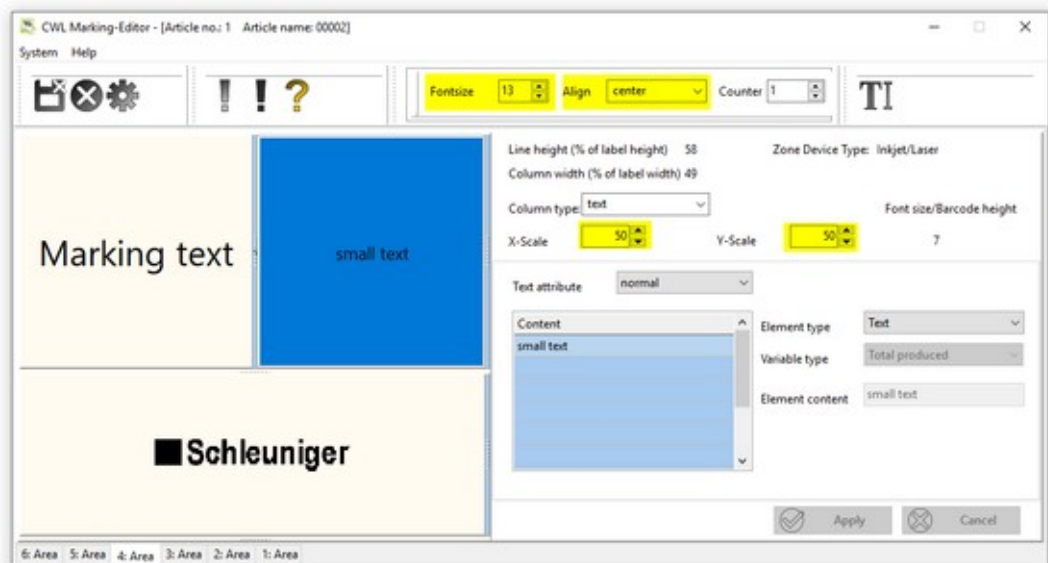 CWL Marking-Editor - [Article no.: 1 Article name: 00002]
System Help
Fontsize 13 Align center Counter 1 TI
Line height (% of label height) 58 Zone Device Type: Inkjet/Laser
Column width (% of label width) 49
Column type: text Font size/Barcode height
X-Scale 50 Y-Scale 50 7
Marking text small text
Text attribute normal
Content Element type Text
small text Variable type Total produced
Element content small text
Schleuniger
Apply Cancel
6: Area 5: Area 4: Area 3: Area 2: Area 1: Area